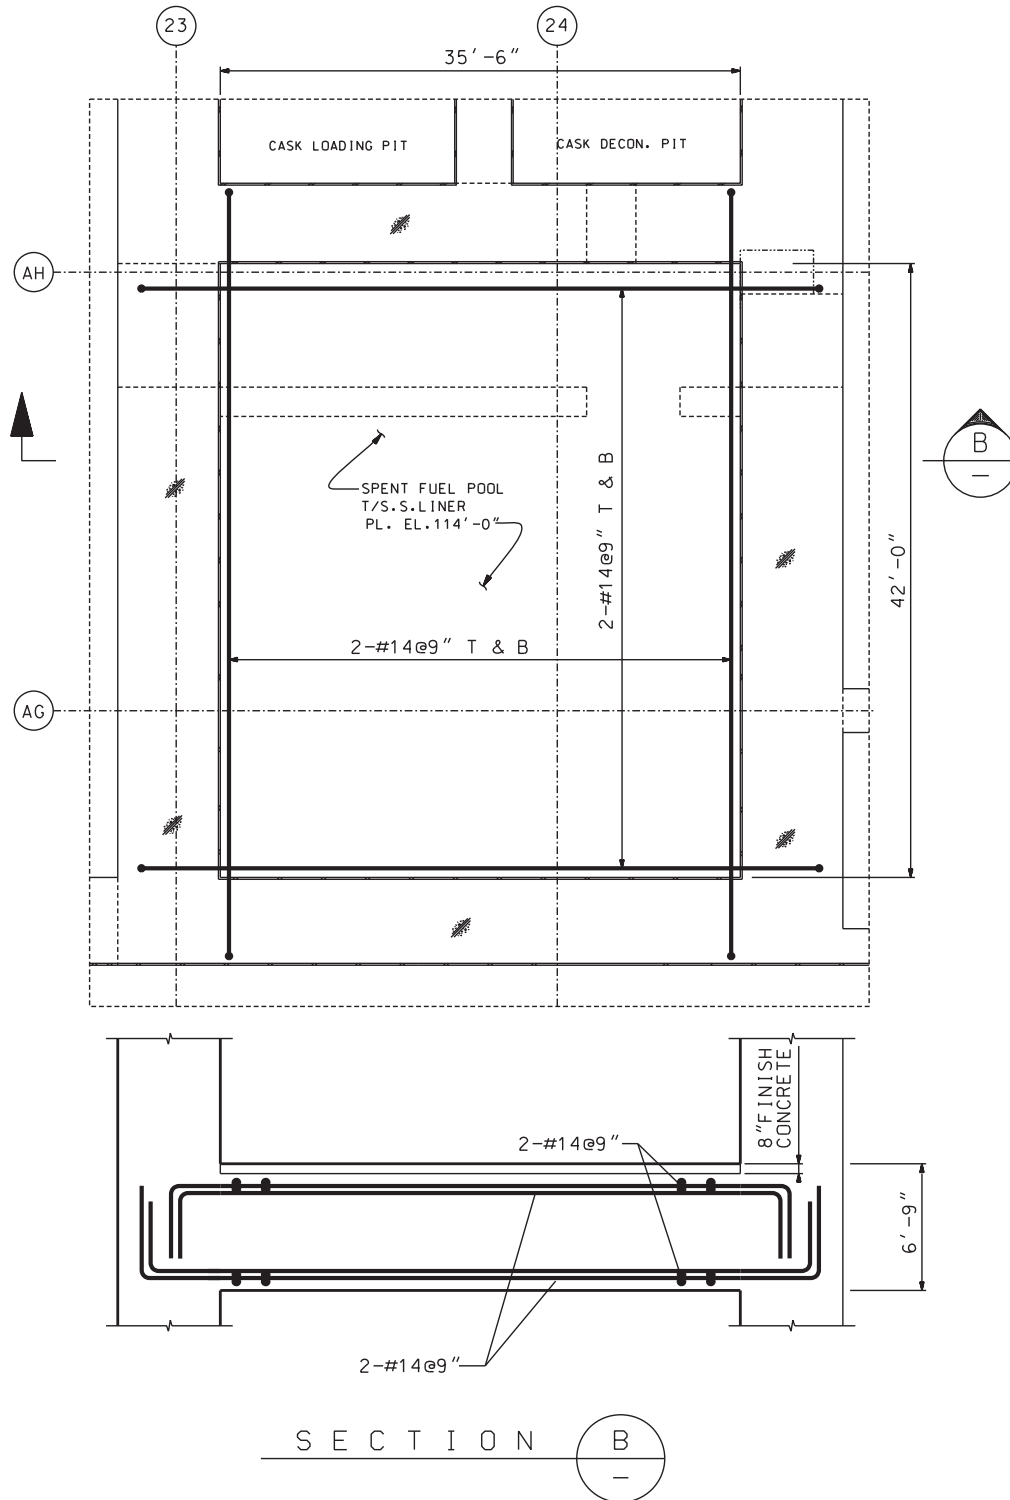 23
24
35'-6"
CASK LOADING PIT
CASK DECON. PIT
AH
B
—
SPENT FUEL POOL
T/S.S.LINER
PL. EL.114'-0"
2-#14@9" T & B
42'-0"
2-#14@9" T & B
AG
8"FINISH
CONCRETE
2-#14@9"
6'-9"
2-#14@9"
SECTION
B
—